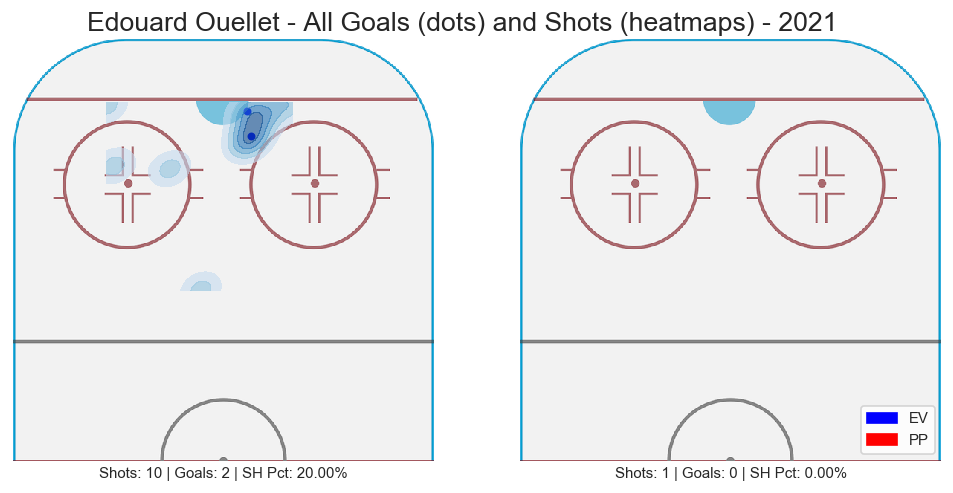 Edouard Ouellet - All Goals (dots) and Shots (heatmaps) - 2021
EV
PP
Shots: 10 | Goals: 2 | SH Pct: 20.00%
Shots: 1 | Goals: 0 | SH Pct: 0.00%